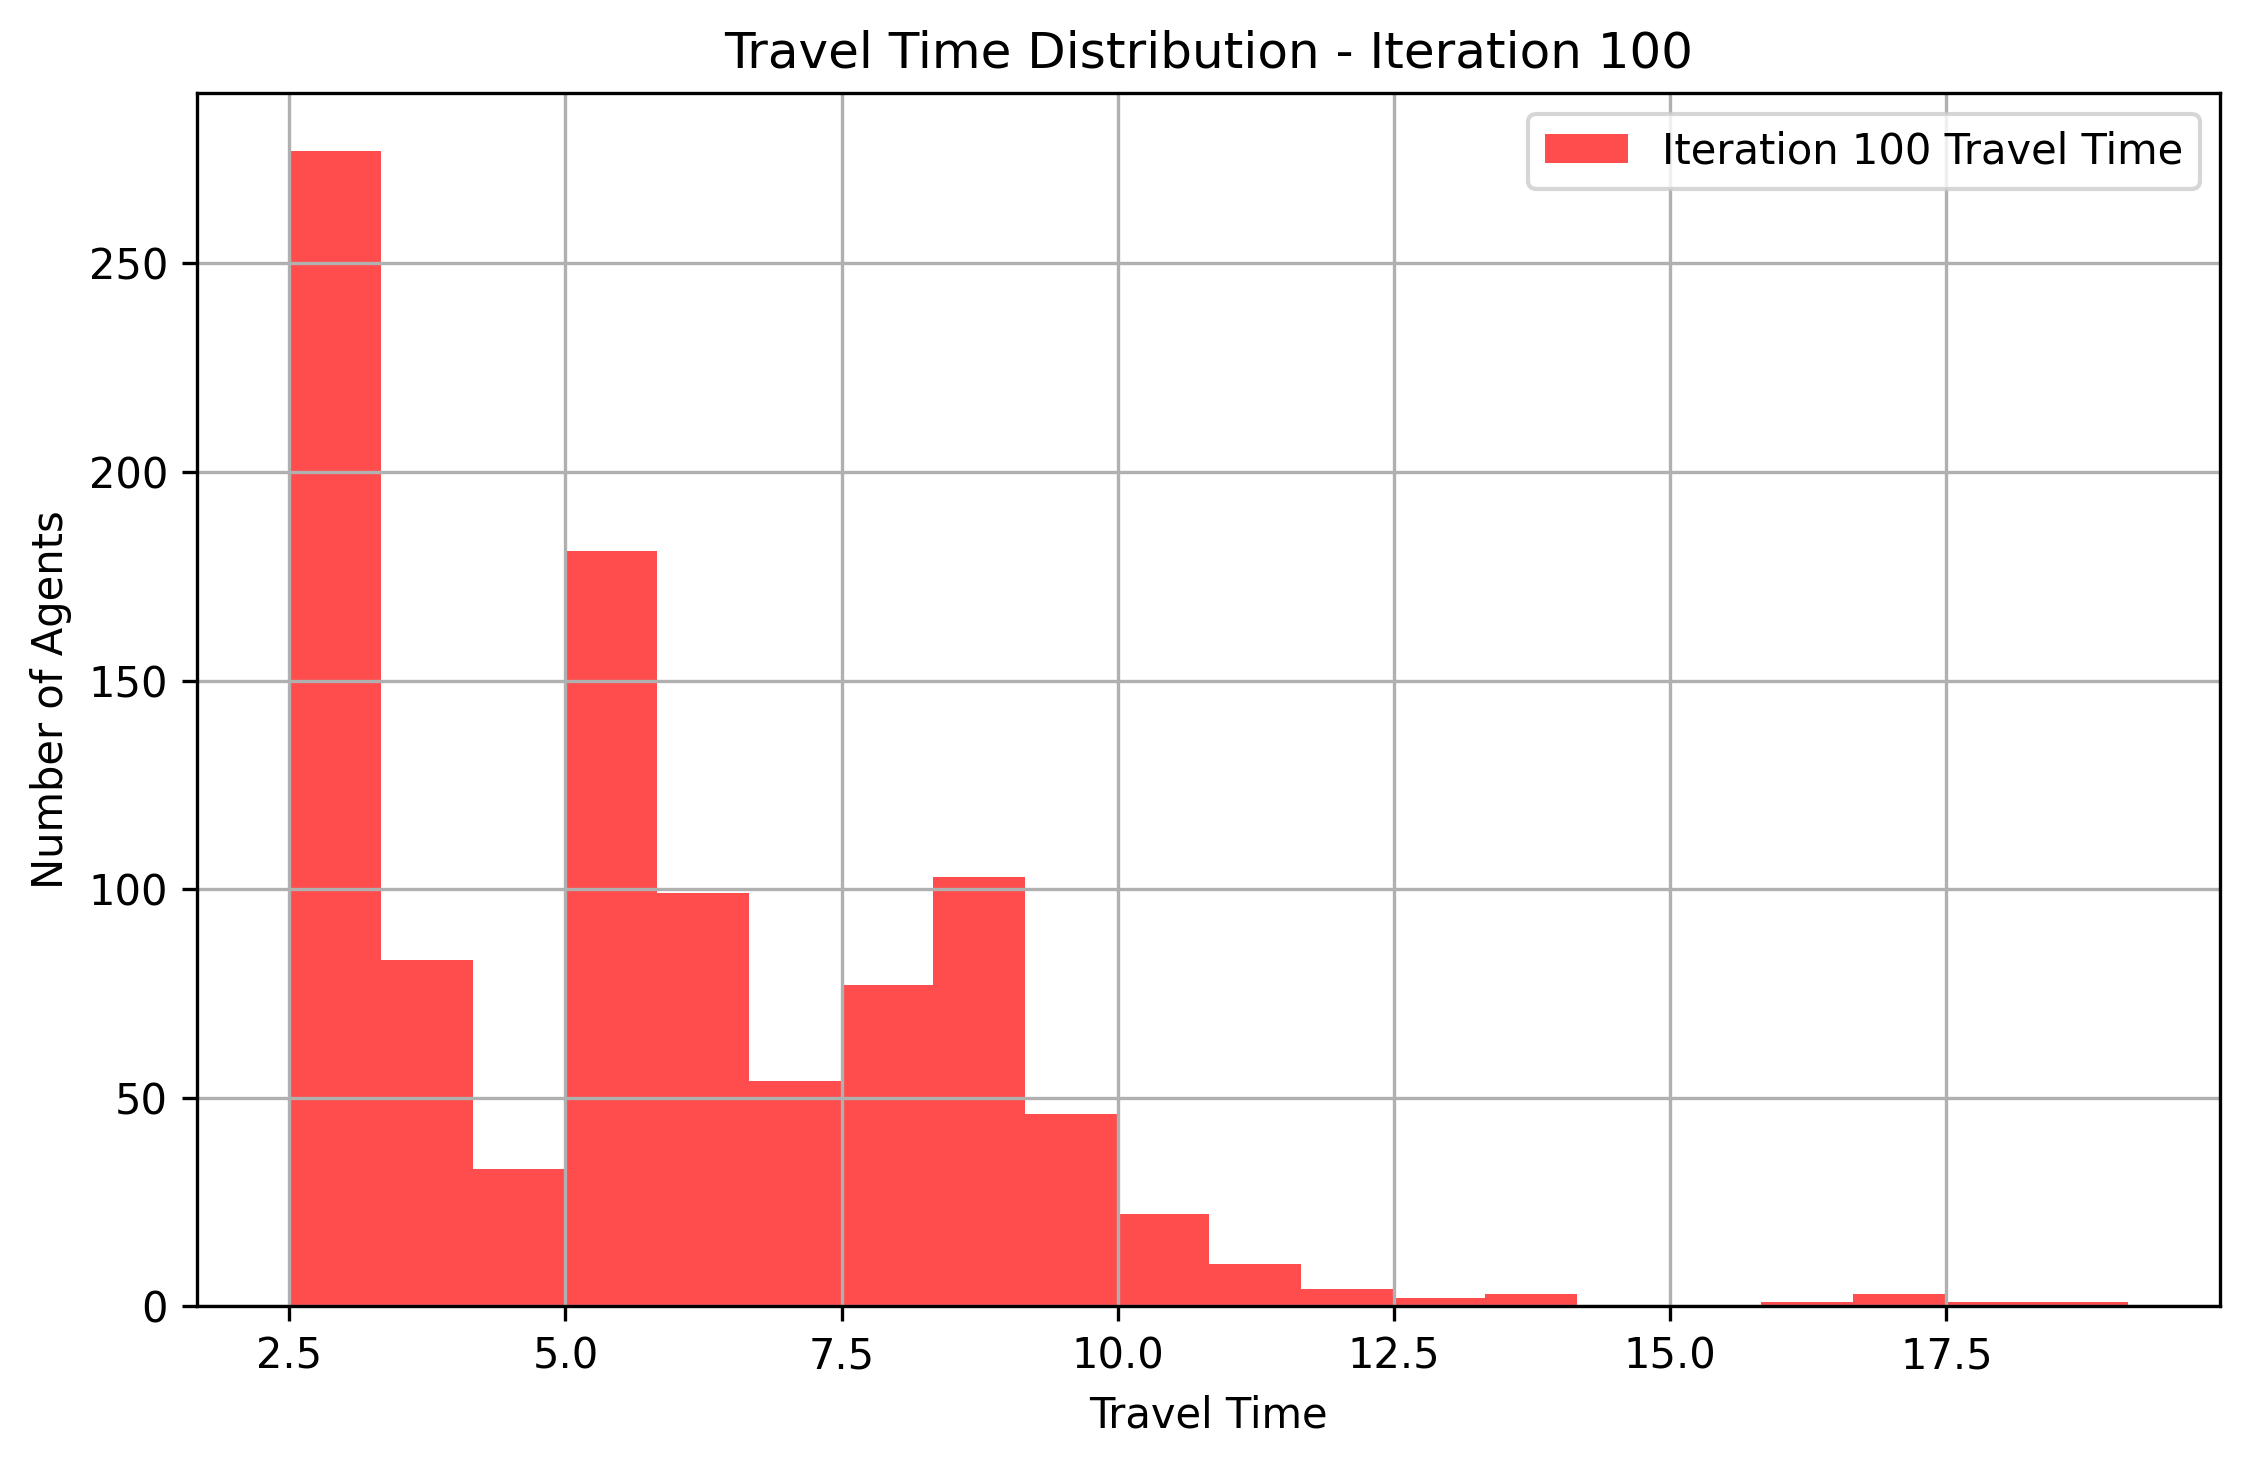 Travel Time Distribution - Iteration 100
Iteration 100 Travel Time
250
200
150
100
50
0
Number of Agents
2.5 5.0 7.5 10.0 12.5 15.0 17.5
Travel Time